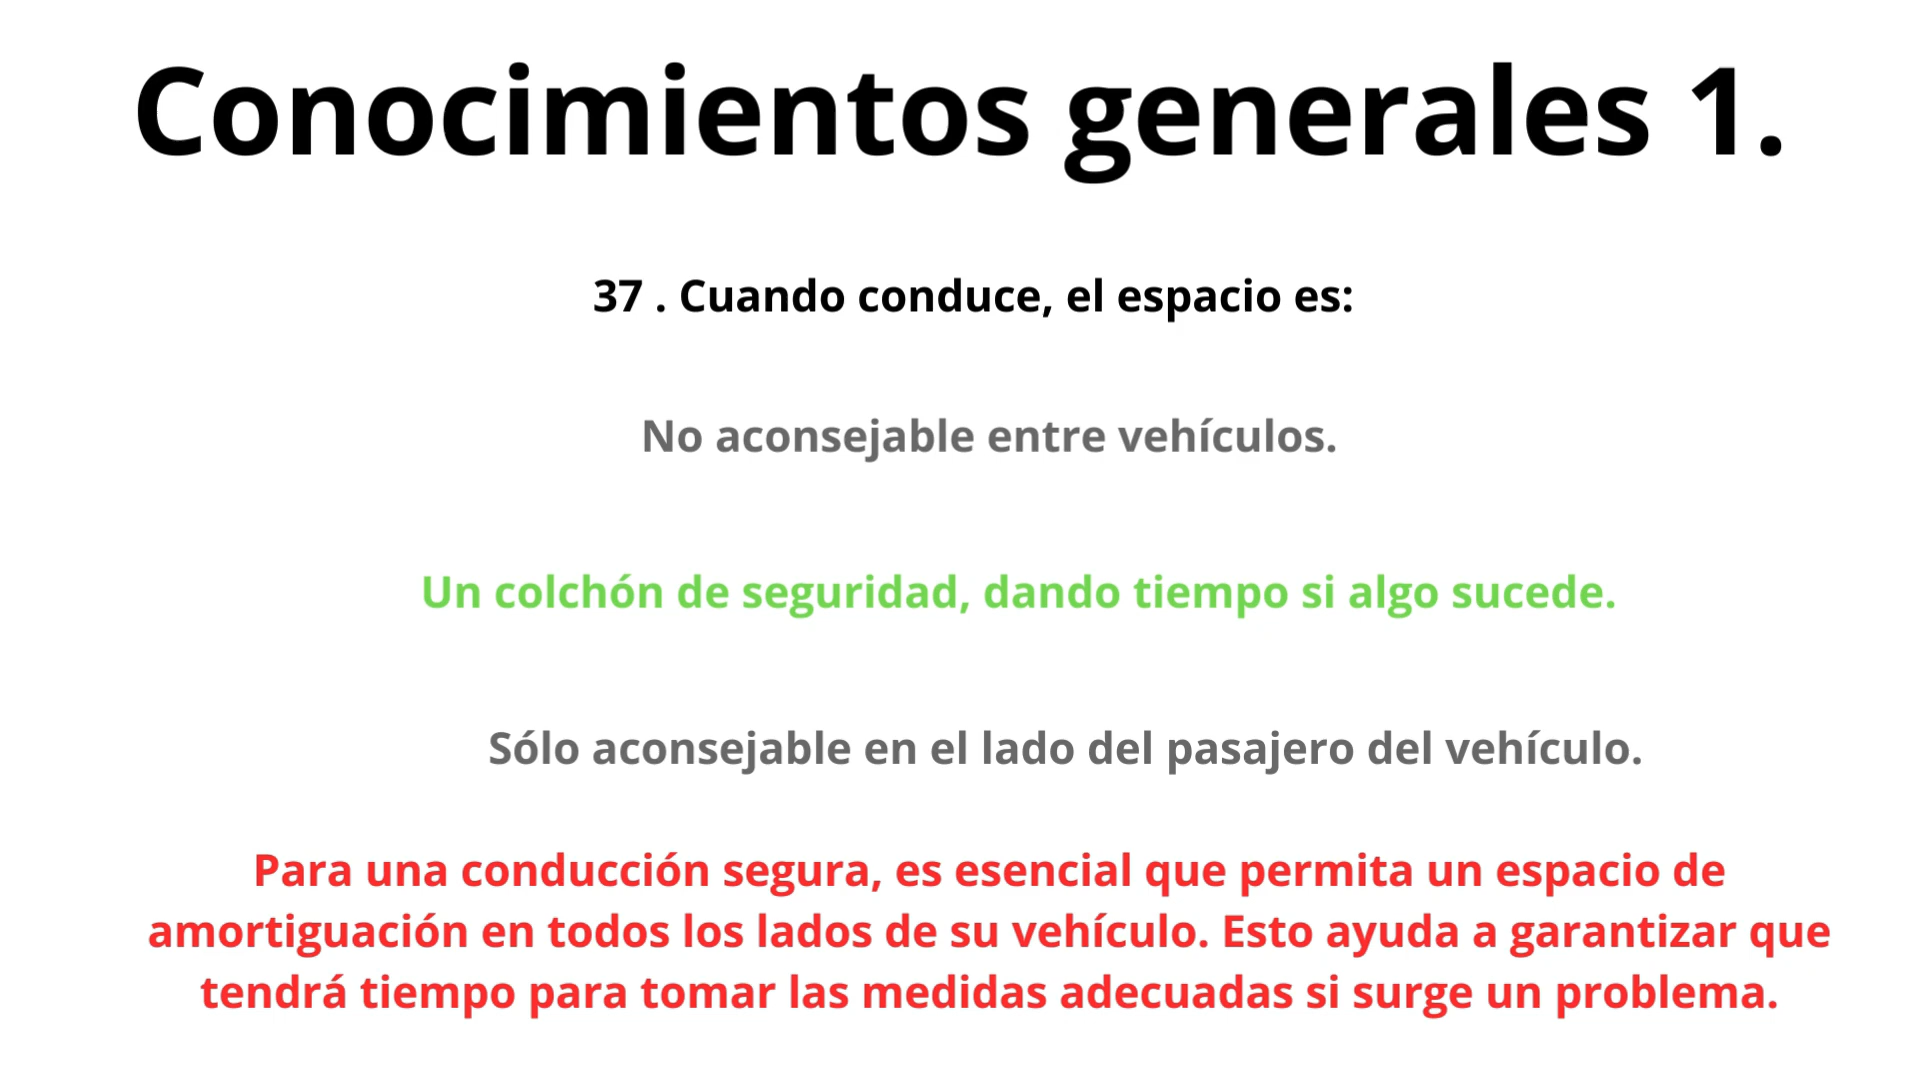 Conocimientos generales 1.
37 . Cuando conduce, el espacio es:
No aconsejable entre vehículos.
Un colchón de seguridad, dando tiempo si algo sucede.
Sólo aconsejable en el lado del pasajero del vehículo.
Para una conducción segura, es esencial que permita un espacio de
amortiguación en todos los lados de su vehículo. Esto ayuda a garantizar que
tendrá tiempo para tomar las medidas adecuadas si surge un problema.